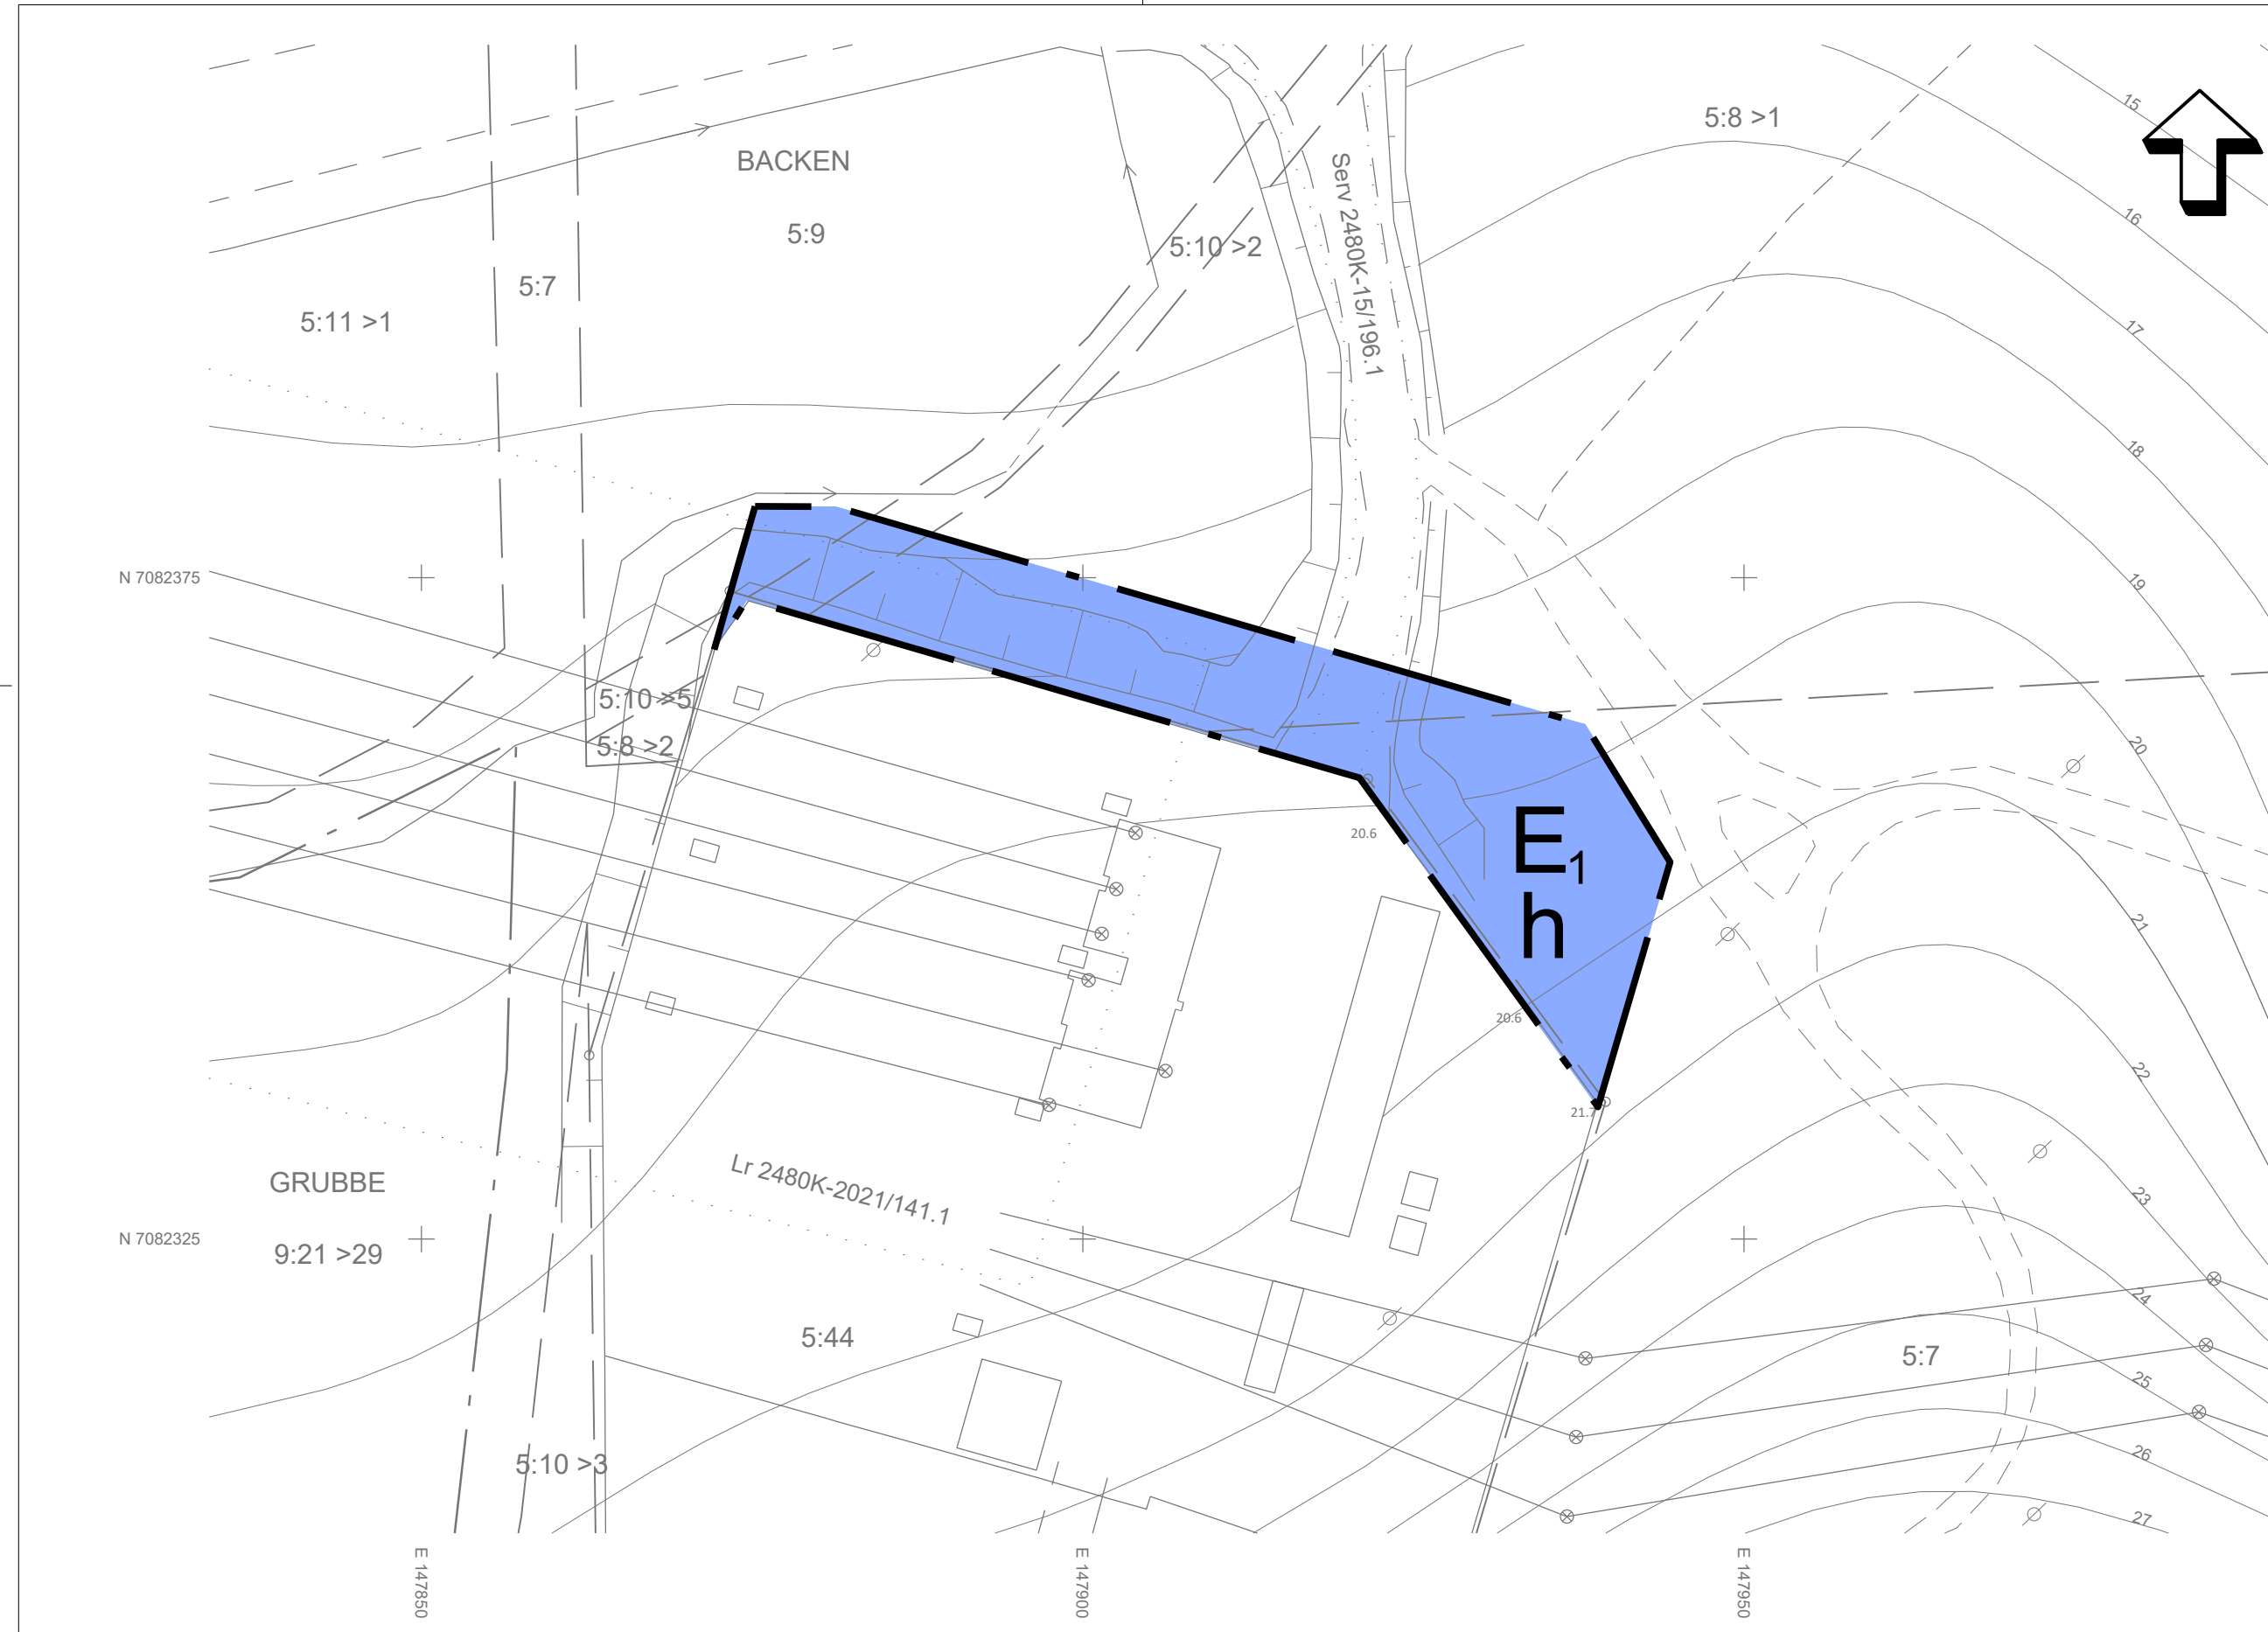 15
5:8 >1
BACKEN
Serv 2480K-15/196.1
16
5:9
5:10 >2
5:7
5:11 >1
17
18
N 7082375
19
5:10 >5
5:8 >2
20
20.6
E1
h
21
20.6
22
21.7
Lr 2480K-2021/141.1
GRUBBE
23
N 7082325
9:21 >29
24
5:44
5:7
25
26
5:10 >3
27
E 147850
E 147900
E 147950